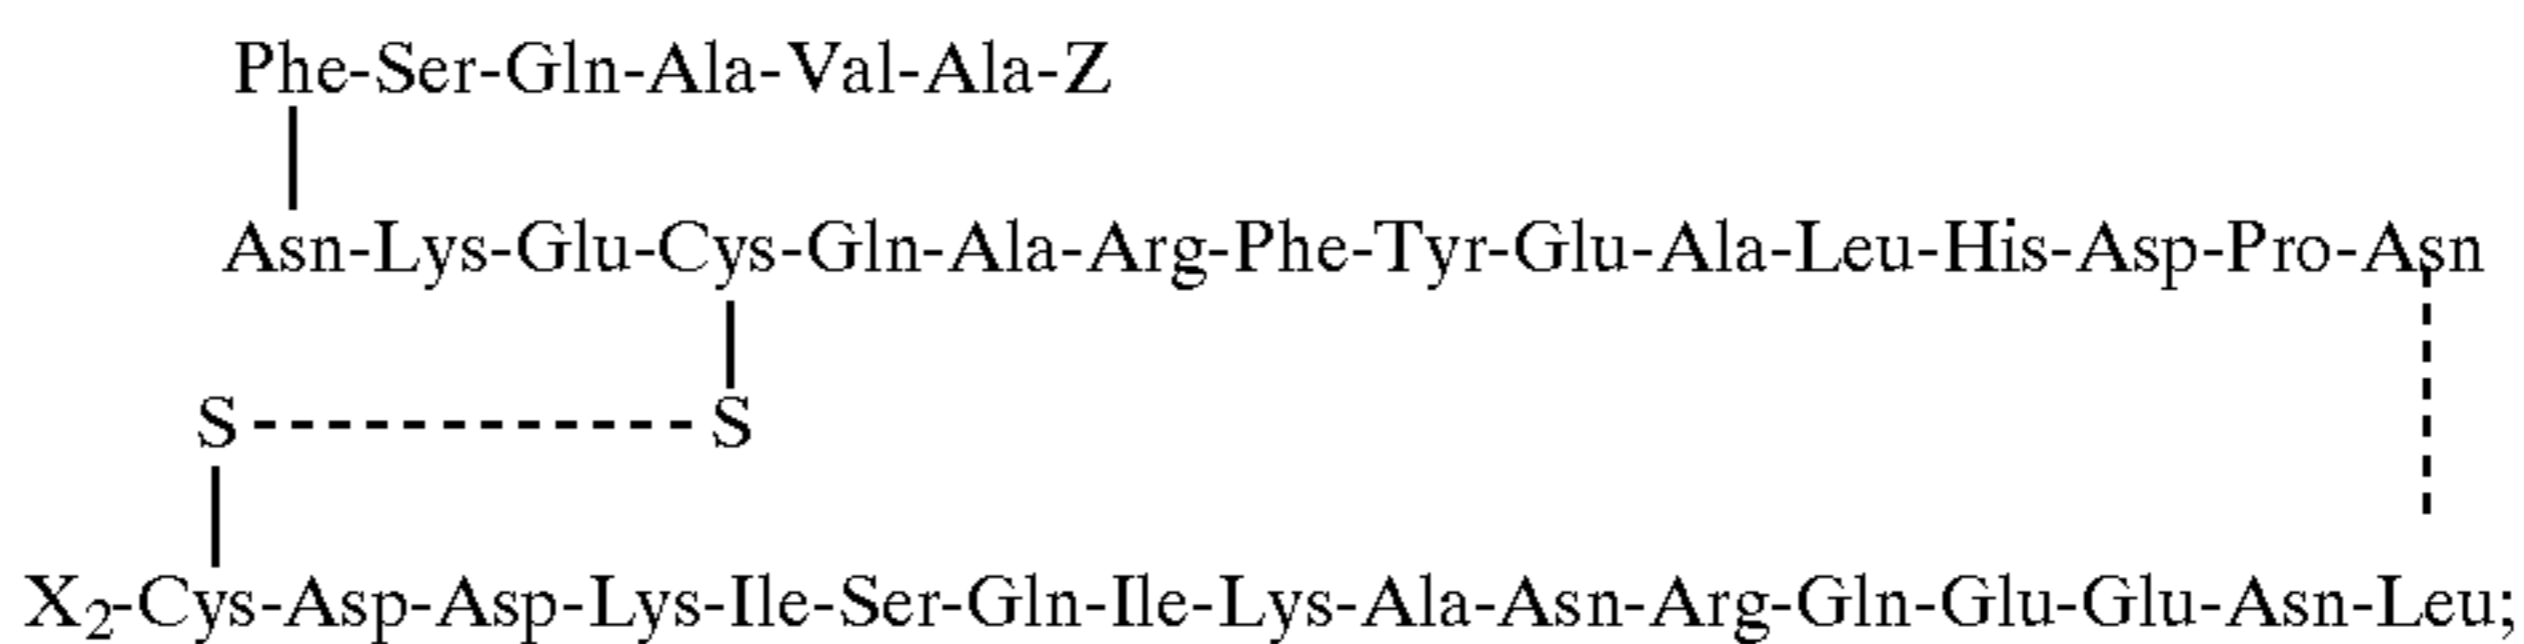 Phe-Ser-Gln-Ala-Val-Ala-Z
Asn-Lys-Glu-Cys-Gln-Ala-Arg-Phe-Tyr-Glu-Ala-Leu-His-Asp-Pro-Asn
S S
X₂-Cys-Asp-Asp-Lys-Ile-Ser-Gln-Ile-Lys-Ala-Asn-Arg-Gln-Glu-Glu-Asn-Leu;